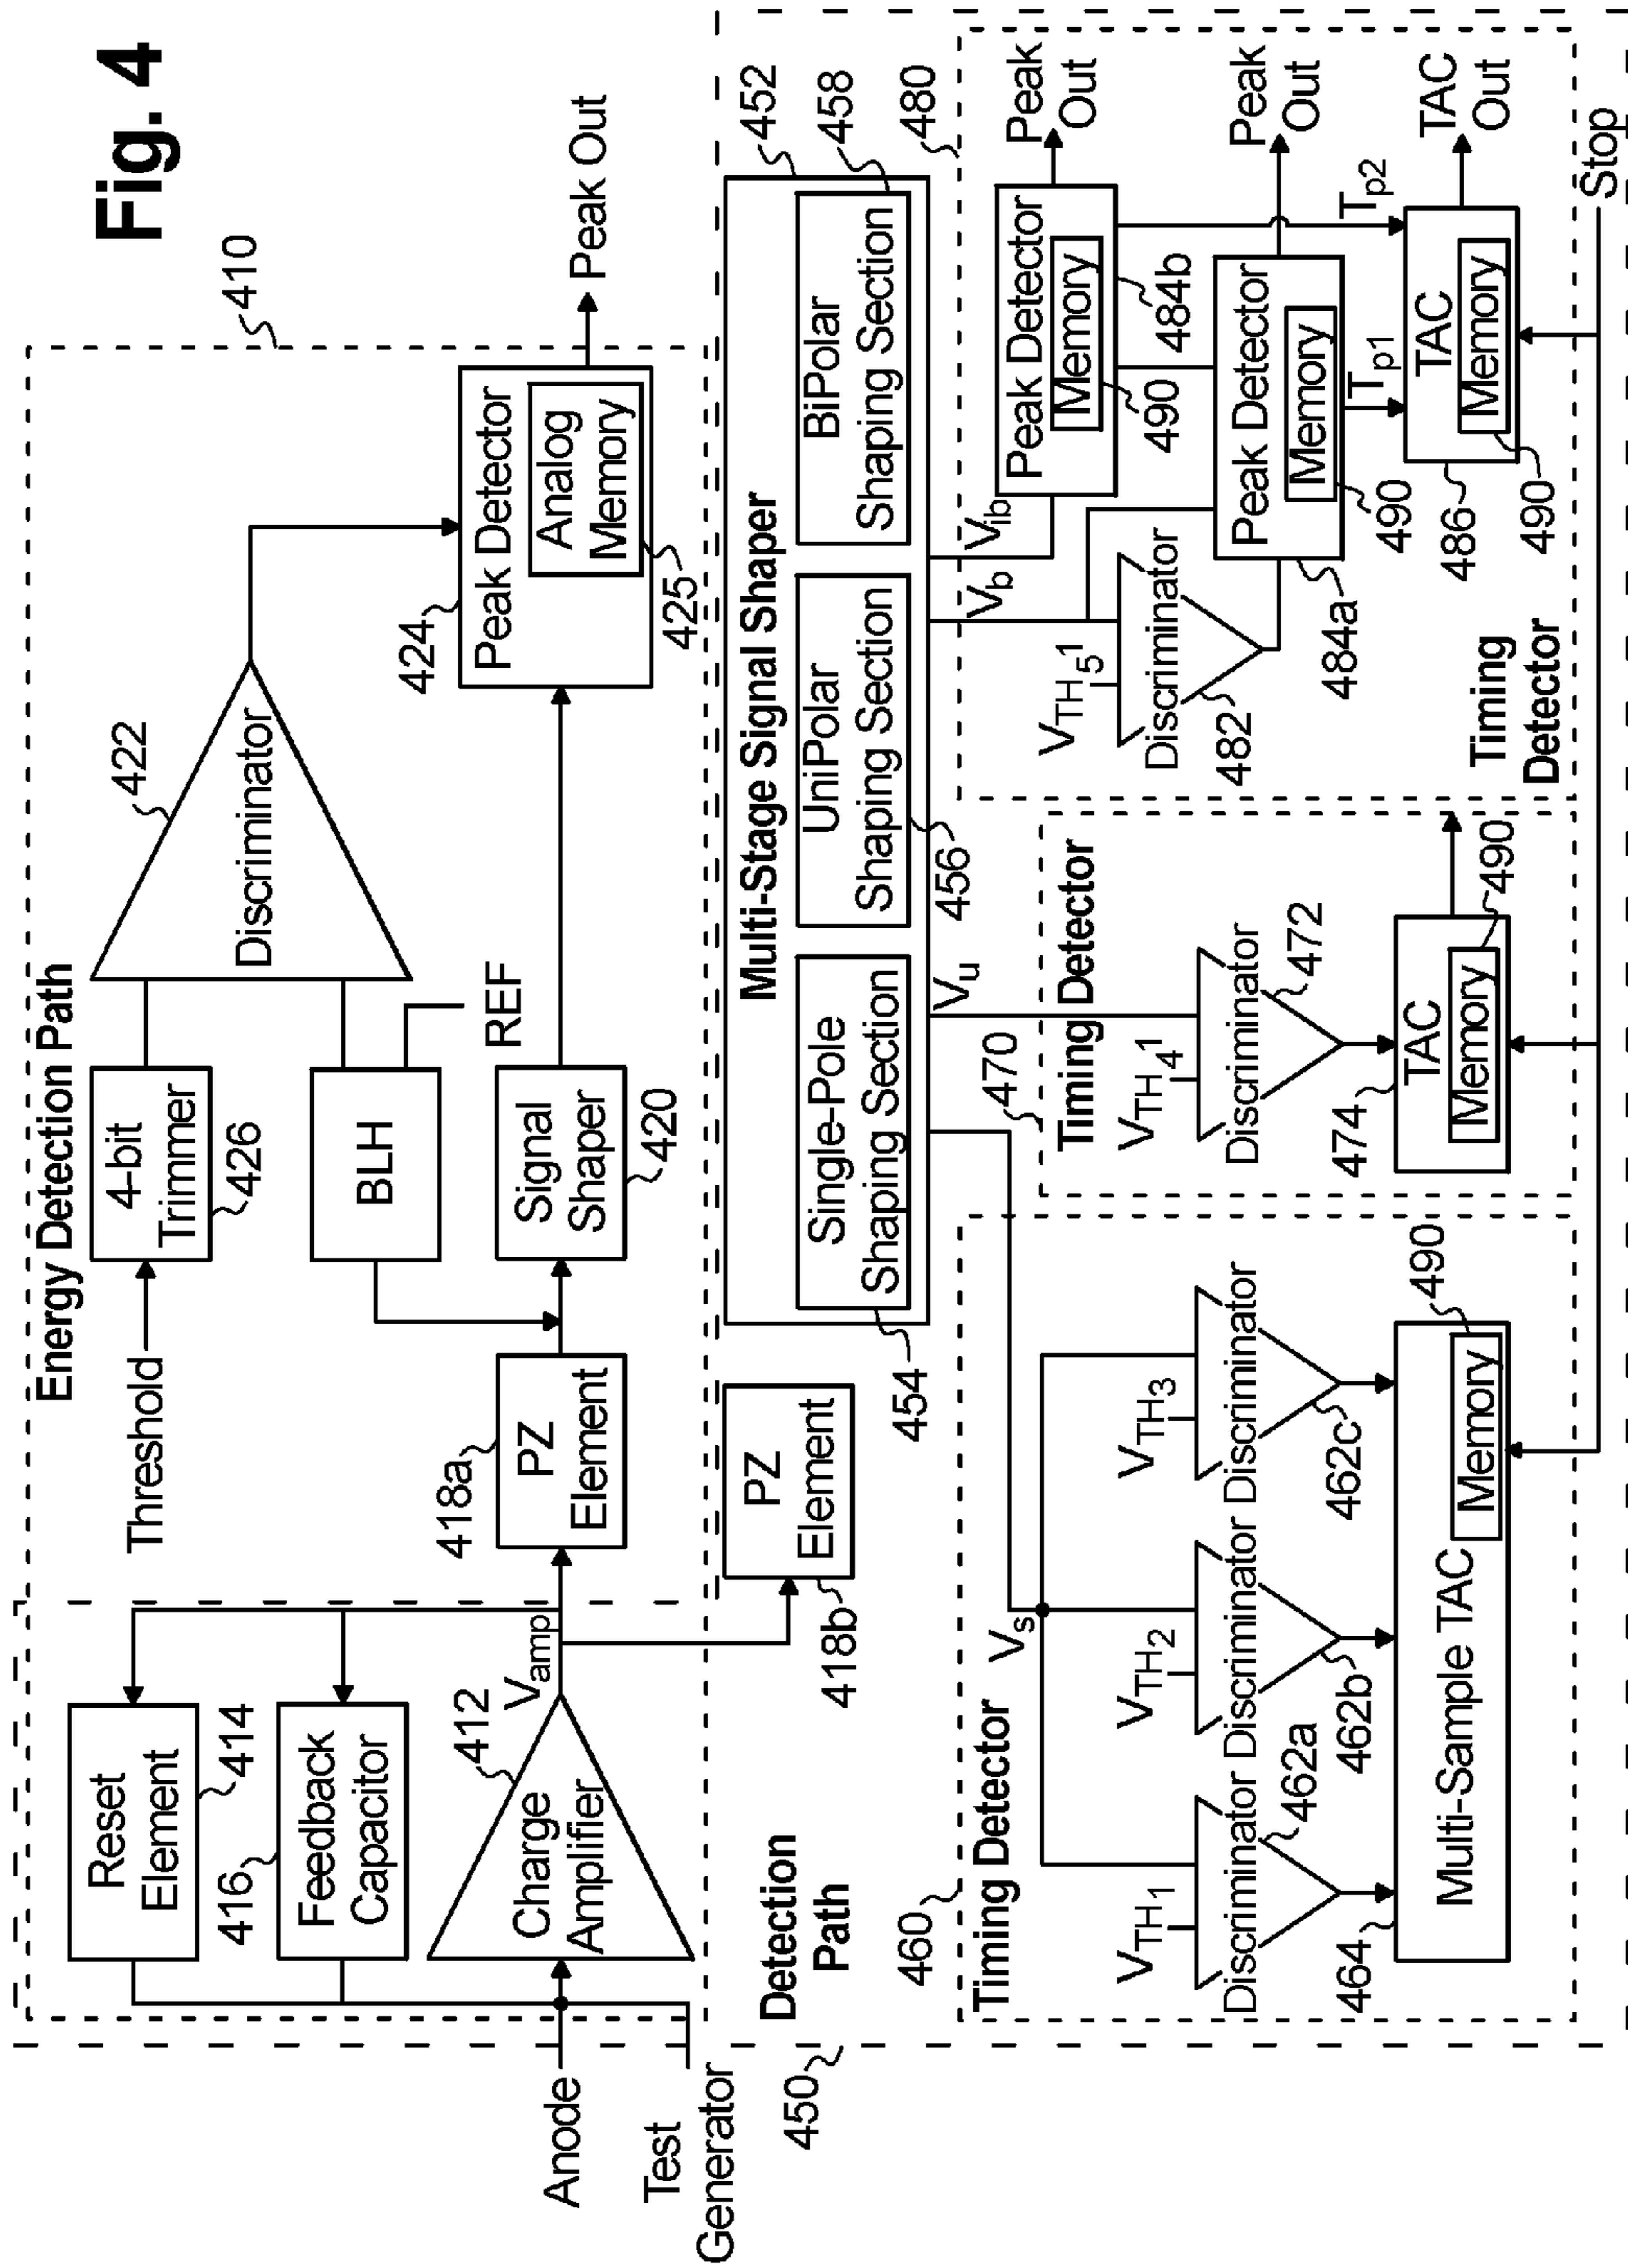 Fig. 4
Energy Detection Path
410
Reset
Element
414
Feedback
Capacitor
416
Charge
Amplifier
412
V_amp
Anode
Test
Generator
Threshold
4-bit
Trimmer
426
BLH
REF
Discriminator
422
PZ
Element
418a
Signal
Shaper
420
Peak Detector
Analog
Memory
424
425
Peak Out
PZ
Element
418b
Detection
Path
450
Multi-Stage Signal Shaper
452
Single-Pole
Shaping Section
454
UniPolar
Shaping Section
456
BiPolar
Shaping Section
458
V_s
V_u
V_b
V_ib
460
Timing Detector
V_TH1
V_TH2
V_TH3
Discriminator
Discriminator
Discriminator
462a
462b
462c
464
Multi-Sample TAC
Memory
490
470
Timing Detector
V_TH4 1
Discriminator
472
474
TAC
Memory
490
480
V_TH5 1
Discriminator
482
Peak Detector
Memory
490
484b
Peak
Out
Peak Detector
Memory
490
484a
Peak
Out
T_p1
T_p2
TAC
Memory
486
490
TAC
Out
Timing
Detector
Stop